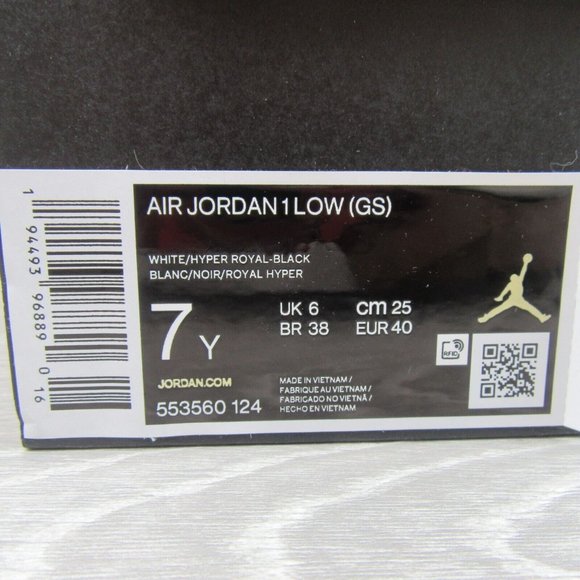 AIR JORDAN 1 LOW (GS)
WHITE/HYPER ROYAL-BLACK
BLANC/NOIR/ROYAL HYPER
7 Y
UK 6 cm 25
BR 38 EUR 40
RFID
JORDAN.COM
553560 124
MADE IN VIETNAM/
FABRIQUE AU VIETNAM/
FABRICADO NO VIETNÃ/
HECHO EN VIETNAM
1 94493 96889 0 16